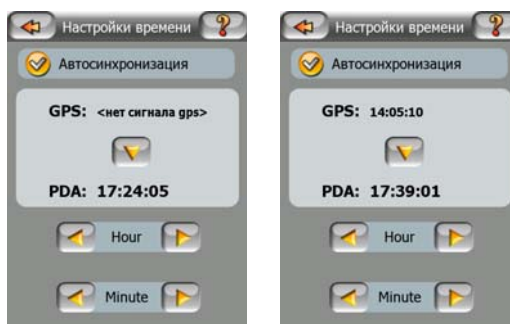 Настройки времени
Автосинхронизация
GPS: <нет сигнала gps>
PDA: 17:24:05
Hour
Minute
Настройки времени
Автосинхронизация
GPS: 14:05:10
PDA: 17:39:01
Hour
Minute